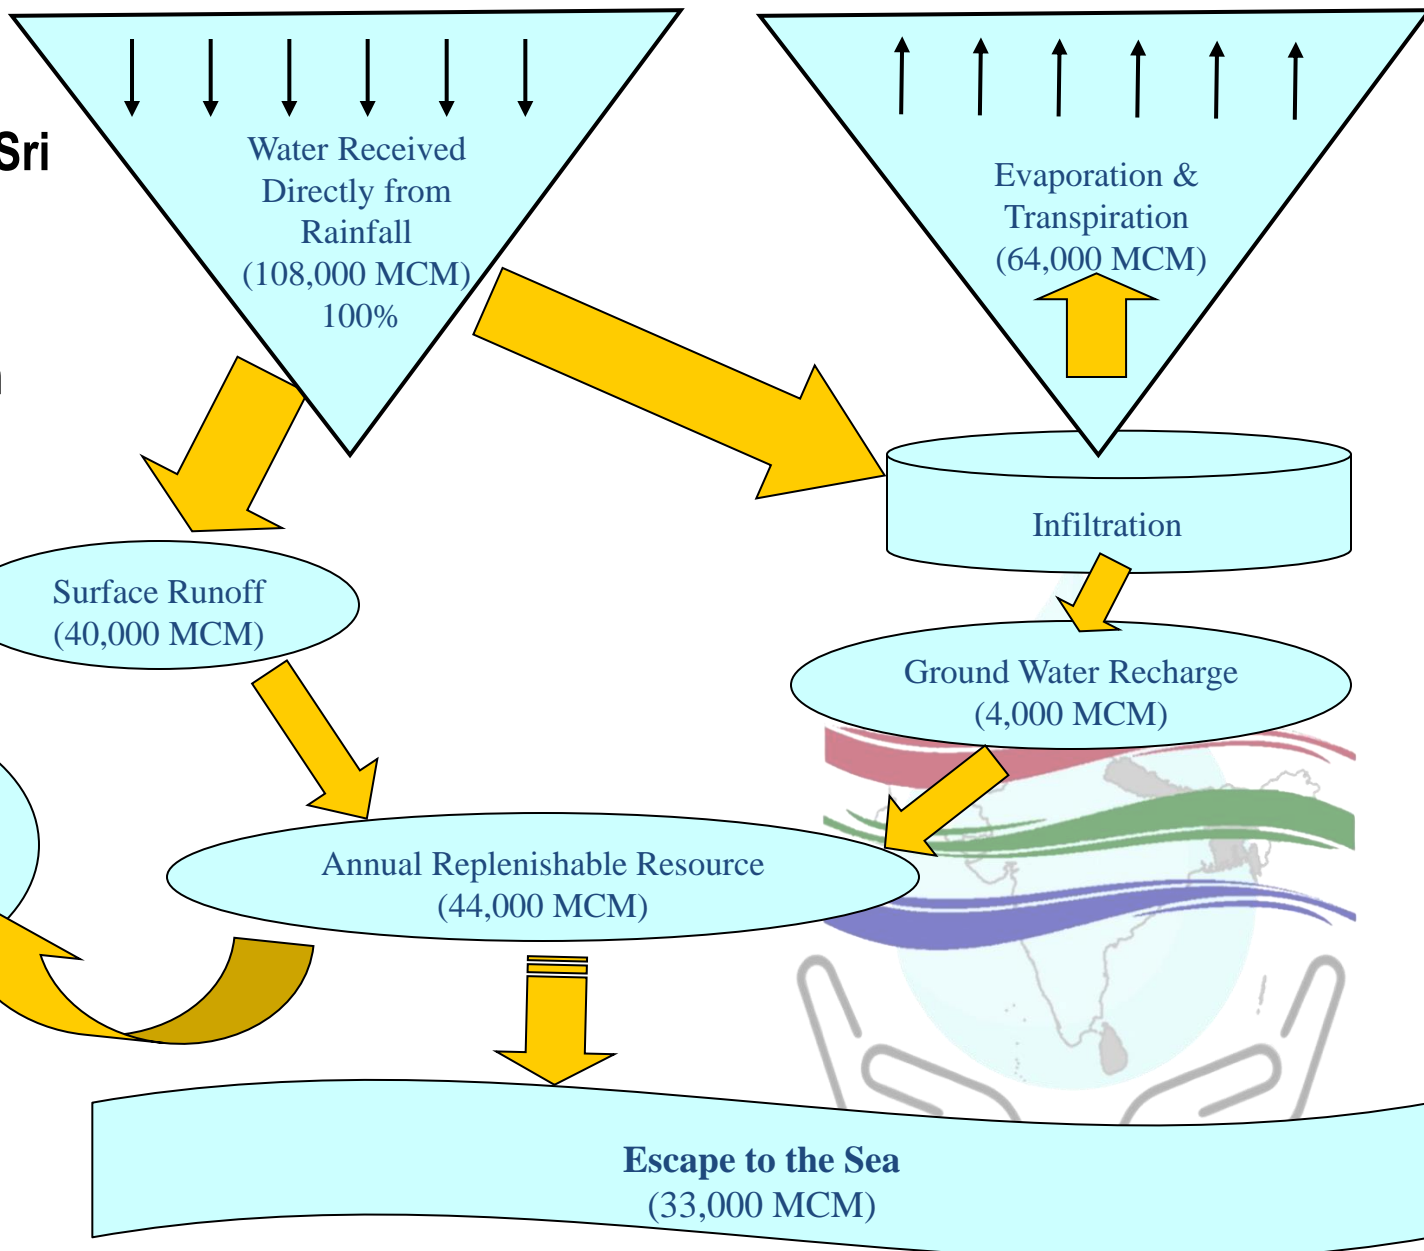 Sri
Water Received
Directly from
Rainfall
(108,000 MCM)
100%
Evaporation &
Transpiration
(64,000 MCM)
Infiltration
Surface Runoff
(40,000 MCM)
Ground Water Recharge
(4,000 MCM)
Annual Replenishable Resource
(44,000 MCM)
Escape to the Sea
(33,000 MCM)